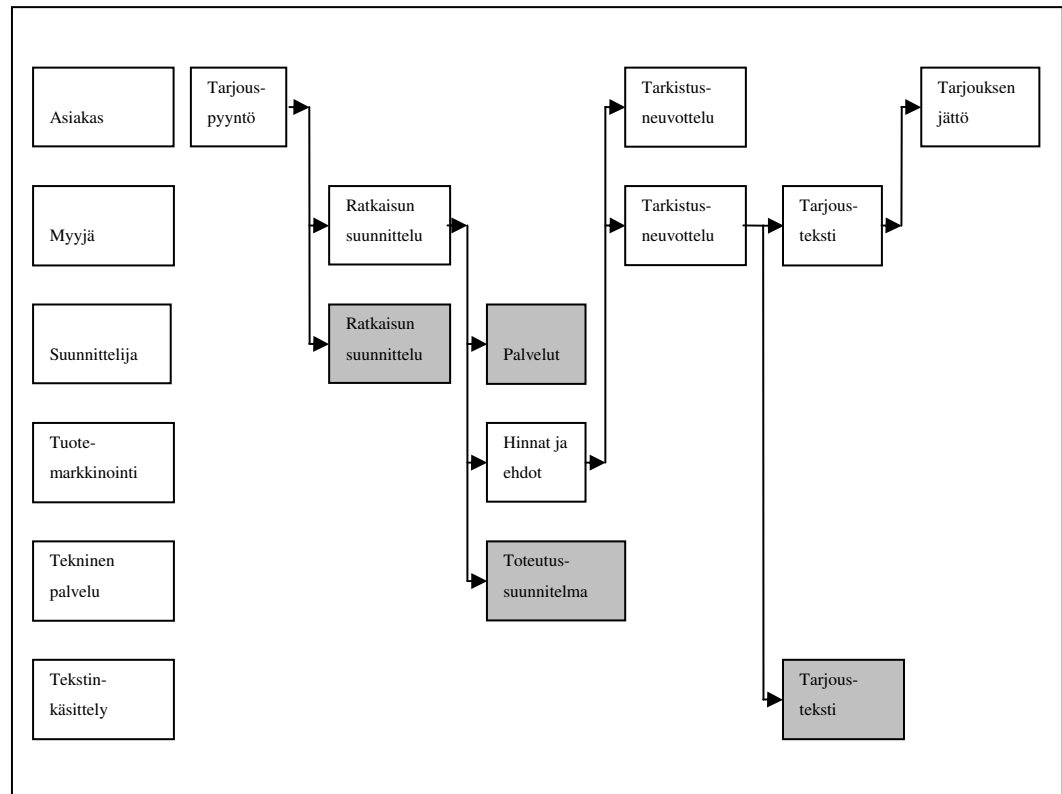 Asiakas
Tarjous-
pyyntö
Tarkistus-
neuvottelu
Tarjouksen
jättö
Myyjä
Ratkaisun
suunnittelu
Tarkistus-
neuvottelu
Tarjous-
teksti
Suunnittelija
Ratkaisun
suunnittelu
Palvelut
Tuote-
markkinointi
Hinnat ja
ehdot
Tekninen
palvelu
Toteutus-
suunnitelma
Tekstin-
käsittely
Tarjous-
teksti